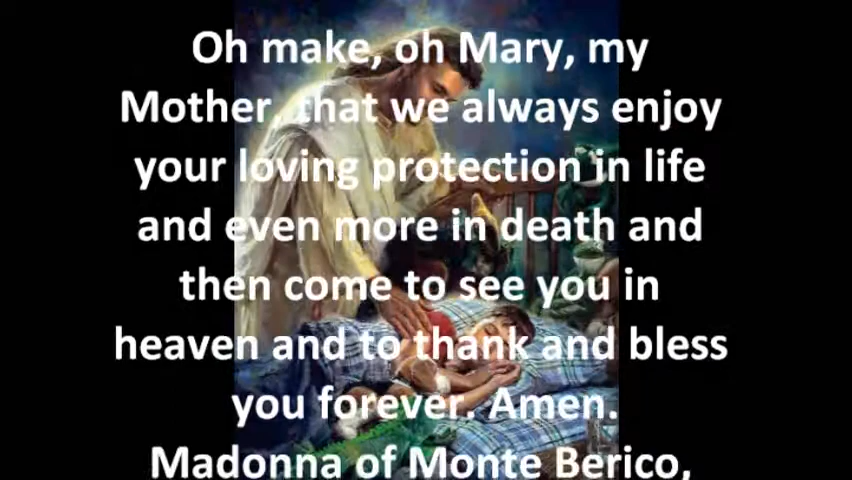 Oh make, oh Mary, my
Mother, that we always enjoy
your loving protection in life
and even more in death and
then come to see you in
heaven and to thank and bless
you forever. Amen.
Madonna of Monte Berico,